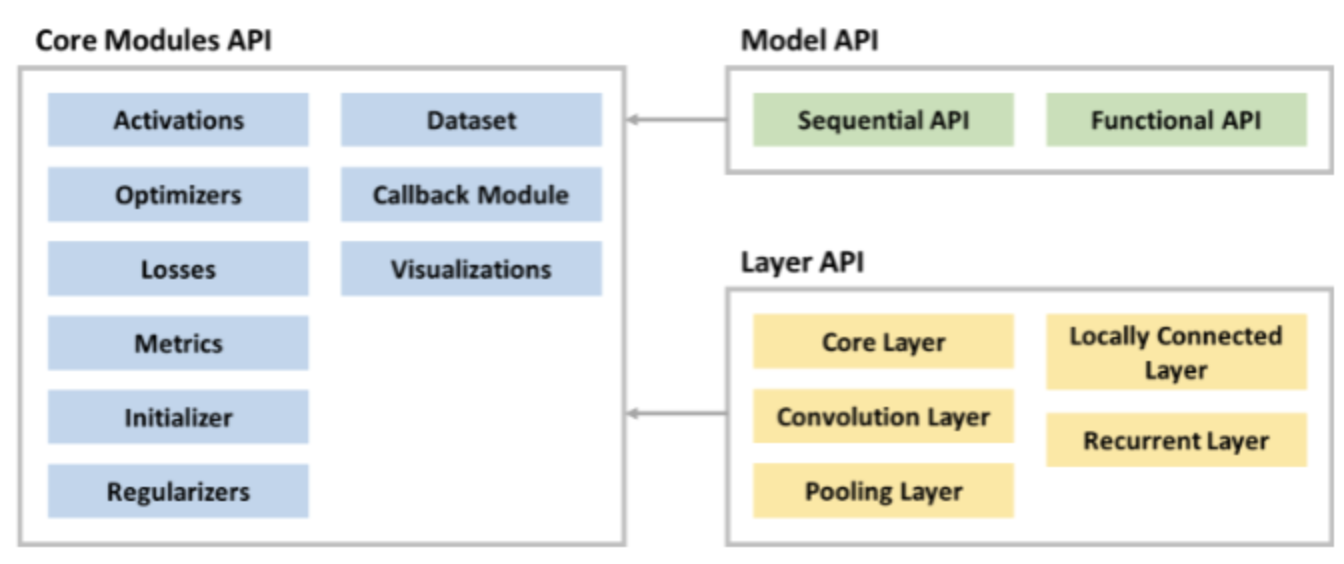 Core Modules API
Activations
Dataset
Optimizers
Callback Module
Losses
Visualizations
Metrics
Initializer
Regularizers
Model API
Sequential API
Functional API
Layer API
Core Layer
Locally Connected
Layer
Convolution Layer
Recurrent Layer
Pooling Layer